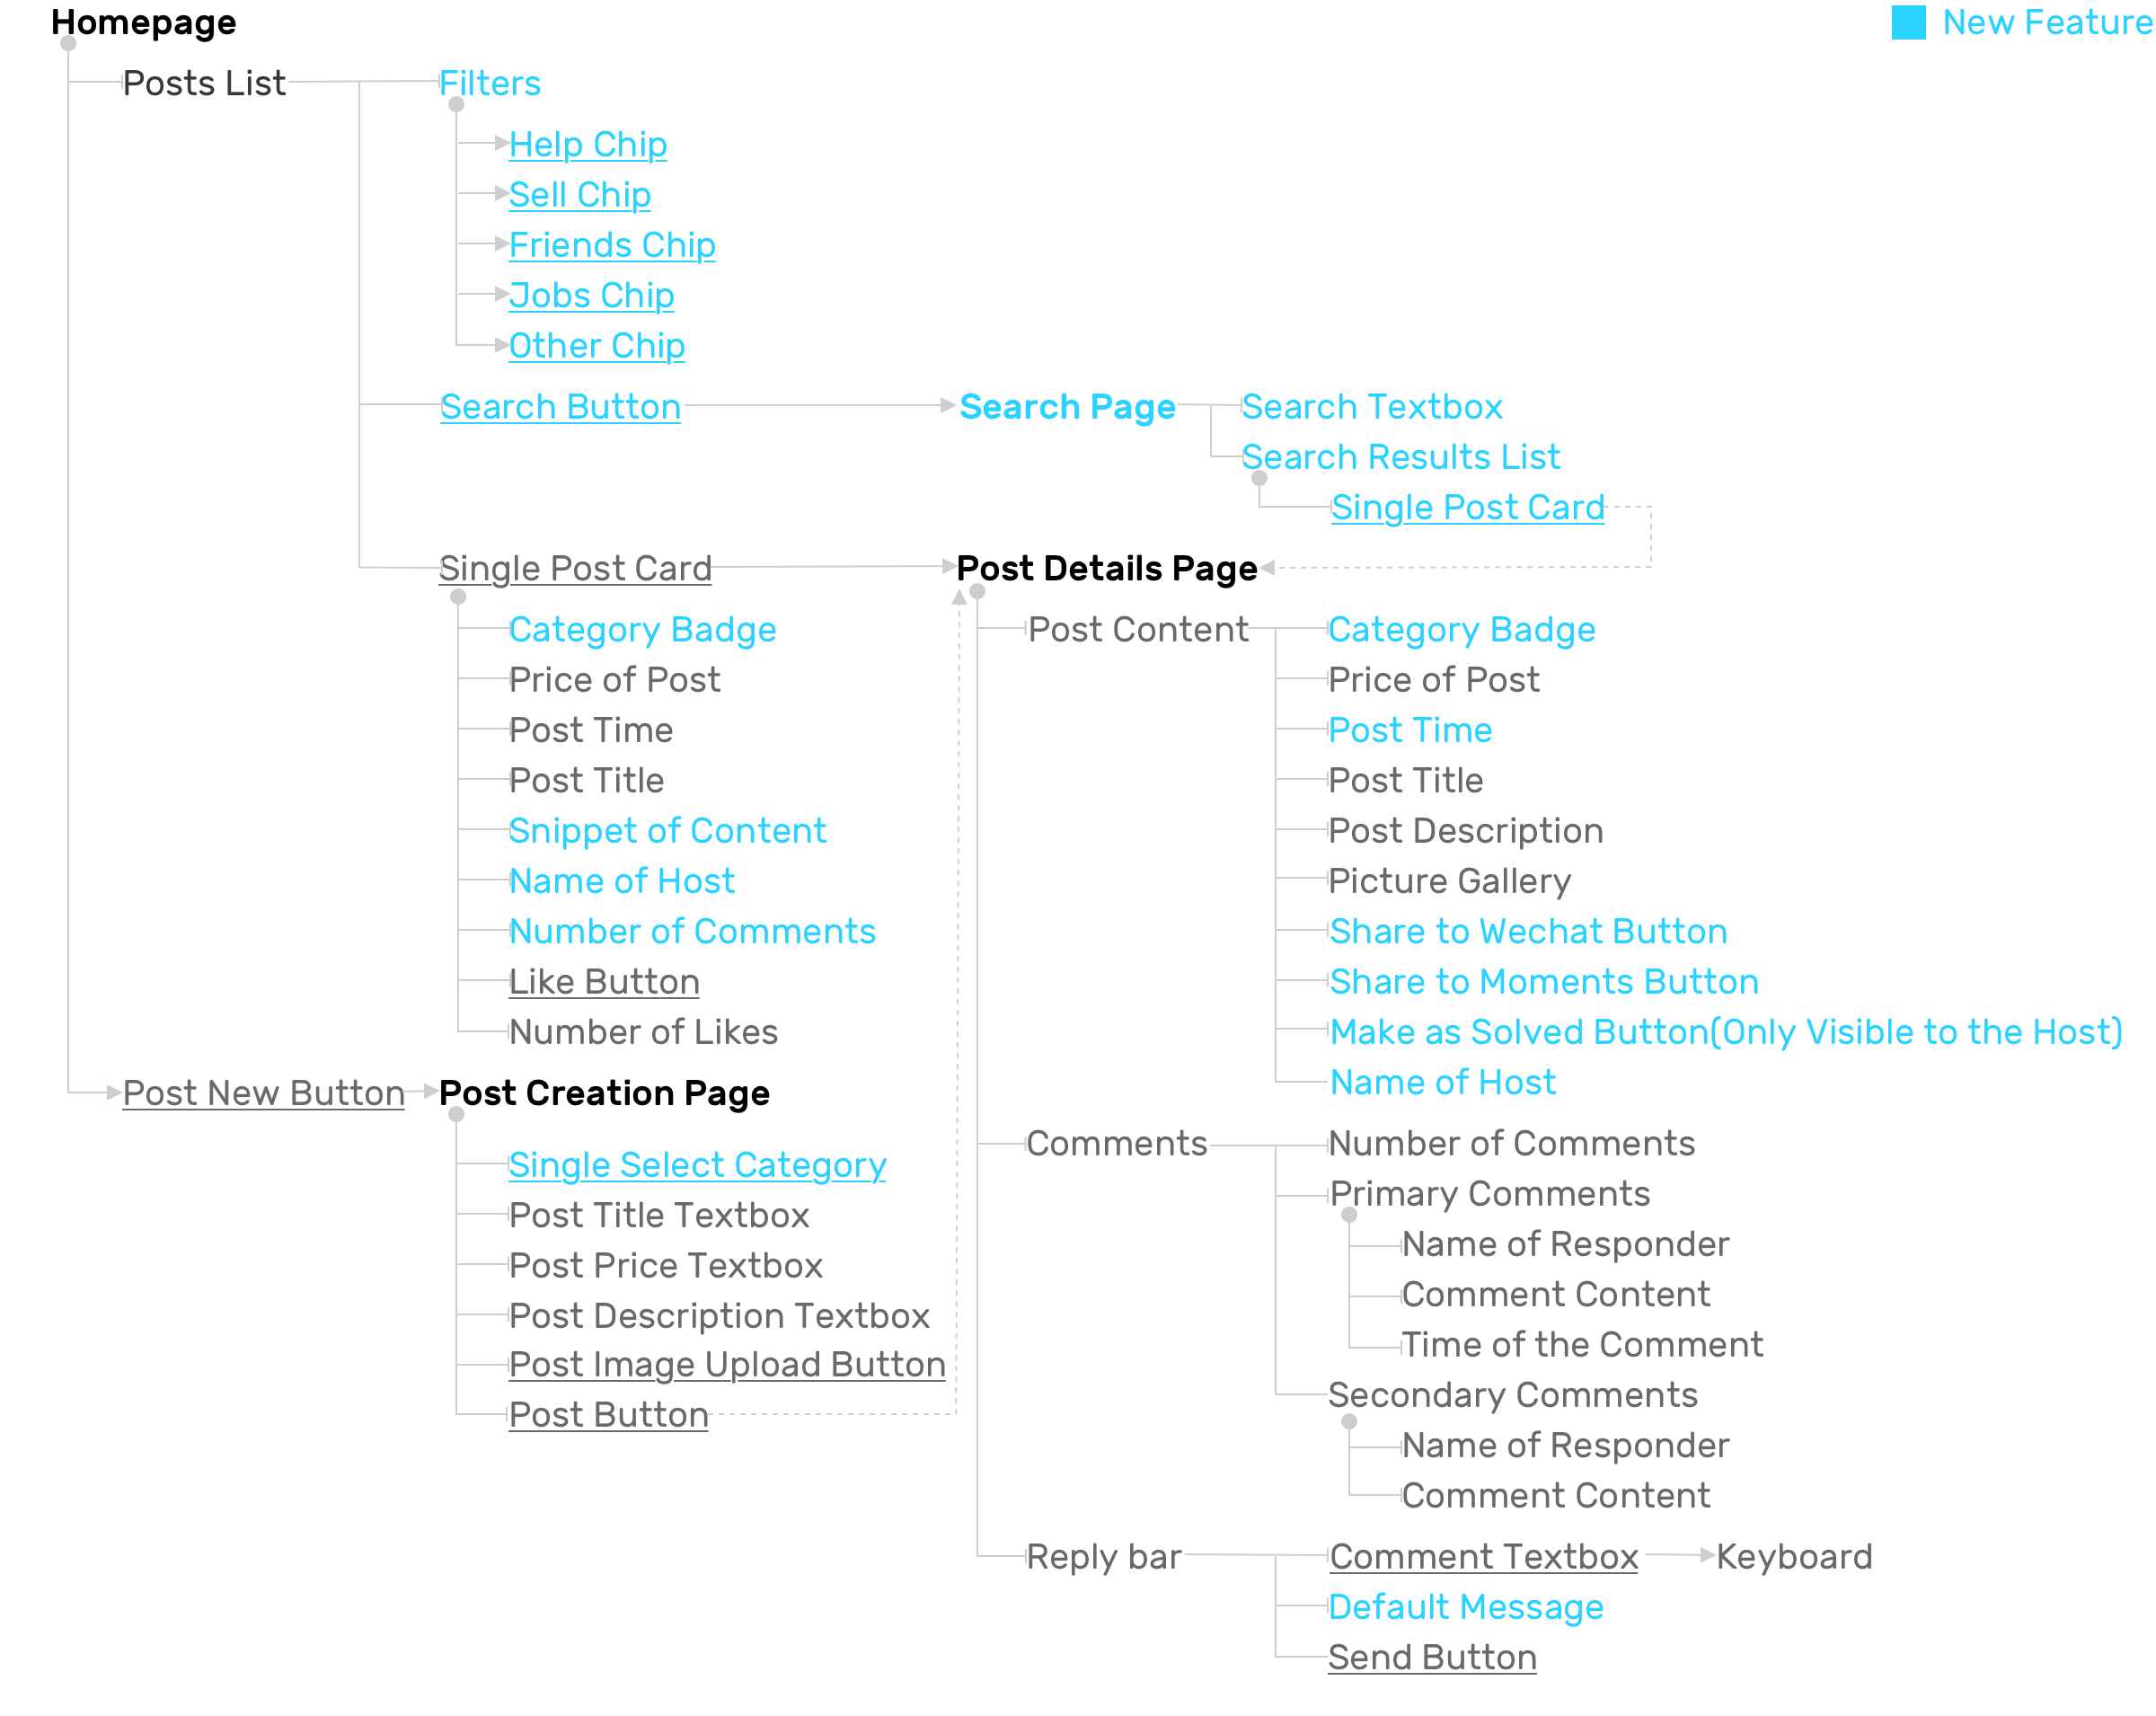 Homepage
New Feature
Posts List
Filters
Help Chip
Sell Chip
Friends Chip
Jobs Chip
Other Chip
Search Button
Search Page
Search Textbox
Search Results List
Single Post Card
Single Post Card
Category Badge
Price of Post
Post Time
Post Title
Snippet of Content
Name of Host
Number of Comments
Like Button
Number of Likes
Post Details Page
Post Content
Category Badge
Price of Post
Post Time
Post Title
Post Description
Picture Gallery
Share to Wechat Button
Share to Moments Button
Make as Solved Button(Only Visible to the Host)
Name of Host
Post New Button
Post Creation Page
Single Select Category
Post Title Textbox
Post Price Textbox
Post Description Textbox
Post Image Upload Button
Post Button
Comments
Number of Comments
Primary Comments
Name of Responder
Comment Content
Time of the Comment
Secondary Comments
Name of Responder
Comment Content
Reply bar
Comment Textbox
Keyboard
Default Message
Send Button